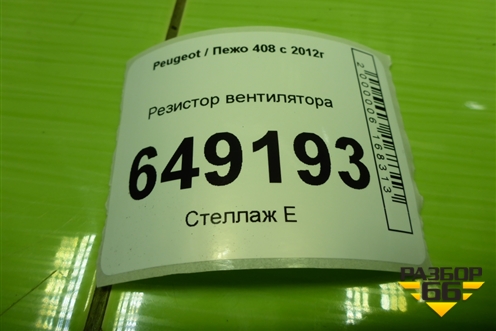 Peugeot / Пежо 408 с 2012г
Резистор вентилятора
649193
Стеллаж Е
2000006168313
РАЗБОР
66